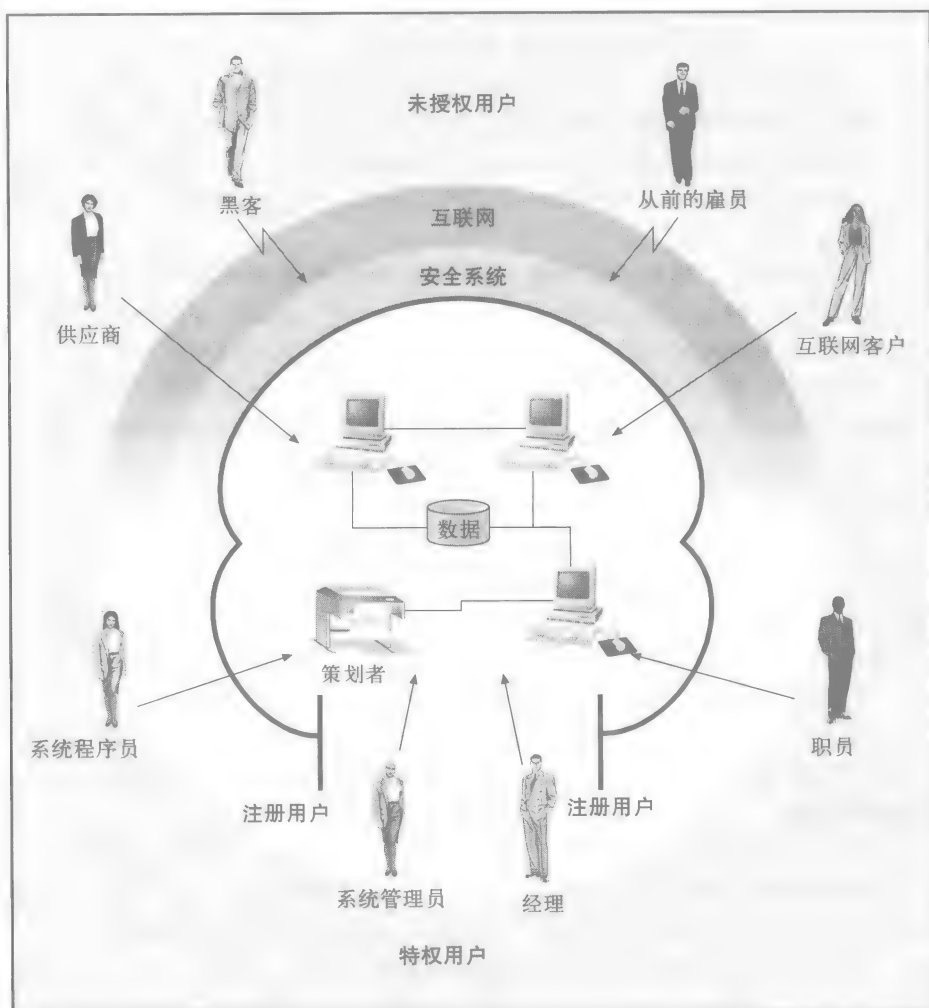 未授权用户
黑客
从前的雇员
互联网
安全系统
供应商
互联网客户
数据
策划者
系统程序员
职员
注册用户
注册用户
系统管理员
经理
特权用户